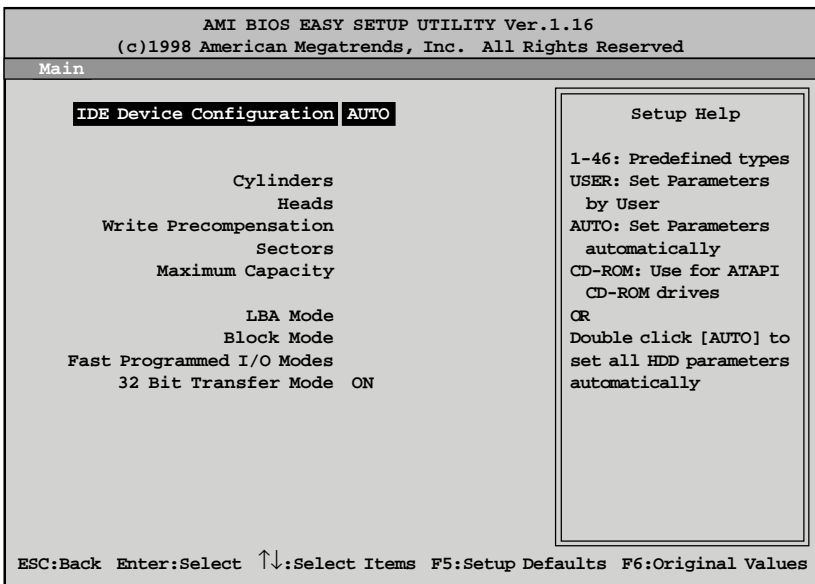 AMI BIOS EASY SETUP UTILITY Ver.1.16
(c)1998 American Megatrends, Inc. All Rights Reserved
Main
IDE Device Configuration AUTO
Cylinders
Heads
Write Precompensation
Sectors
Maximum Capacity
LBA Mode
Block Mode
Fast Programmed I/O Modes
32 Bit Transfer Mode ON
Setup Help
1-46: Predefined types
USER: Set Parameters
by User
AUTO: Set Parameters
automatically
CD-ROM: Use for ATAPI
CD-ROM drives
OR
Double click [AUTO] to
set all HDD parameters
automatically
ESC:Back Enter:Select ↑↓:Select Items F5:Setup Defaults F6:Original Values